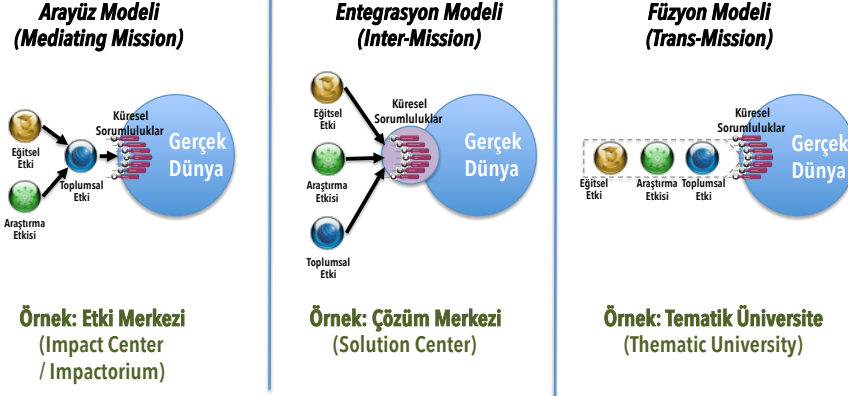 Arayüz Modeli
(Mediating Mission)
Küresel
Sorumluluklar
Eğitsel
Etki
Gerçek
Dünya
Toplumsal
Etki
Araştırma
Etkisi
Örnek: Etki Merkezi
(Impact Center
/ Impactorium)
Entegrasyon Modeli
(Inter-Mission)
Eğitsel
Etki
Küresel
Sorumluluklar
Gerçek
Dünya
Araştırma
Etkisi
Toplumsal
Etki
Örnek: Çözüm Merkezi
(Solution Center)
Füzyon Modeli
(Trans-Mission)
Küresel
Sorumluluklar
Gerçek
Dünya
Eğitsel
Etki
Araştırma
Etkisi
Toplumsal
Etki
Örnek: Tematik Üniversite
(Thematic University)